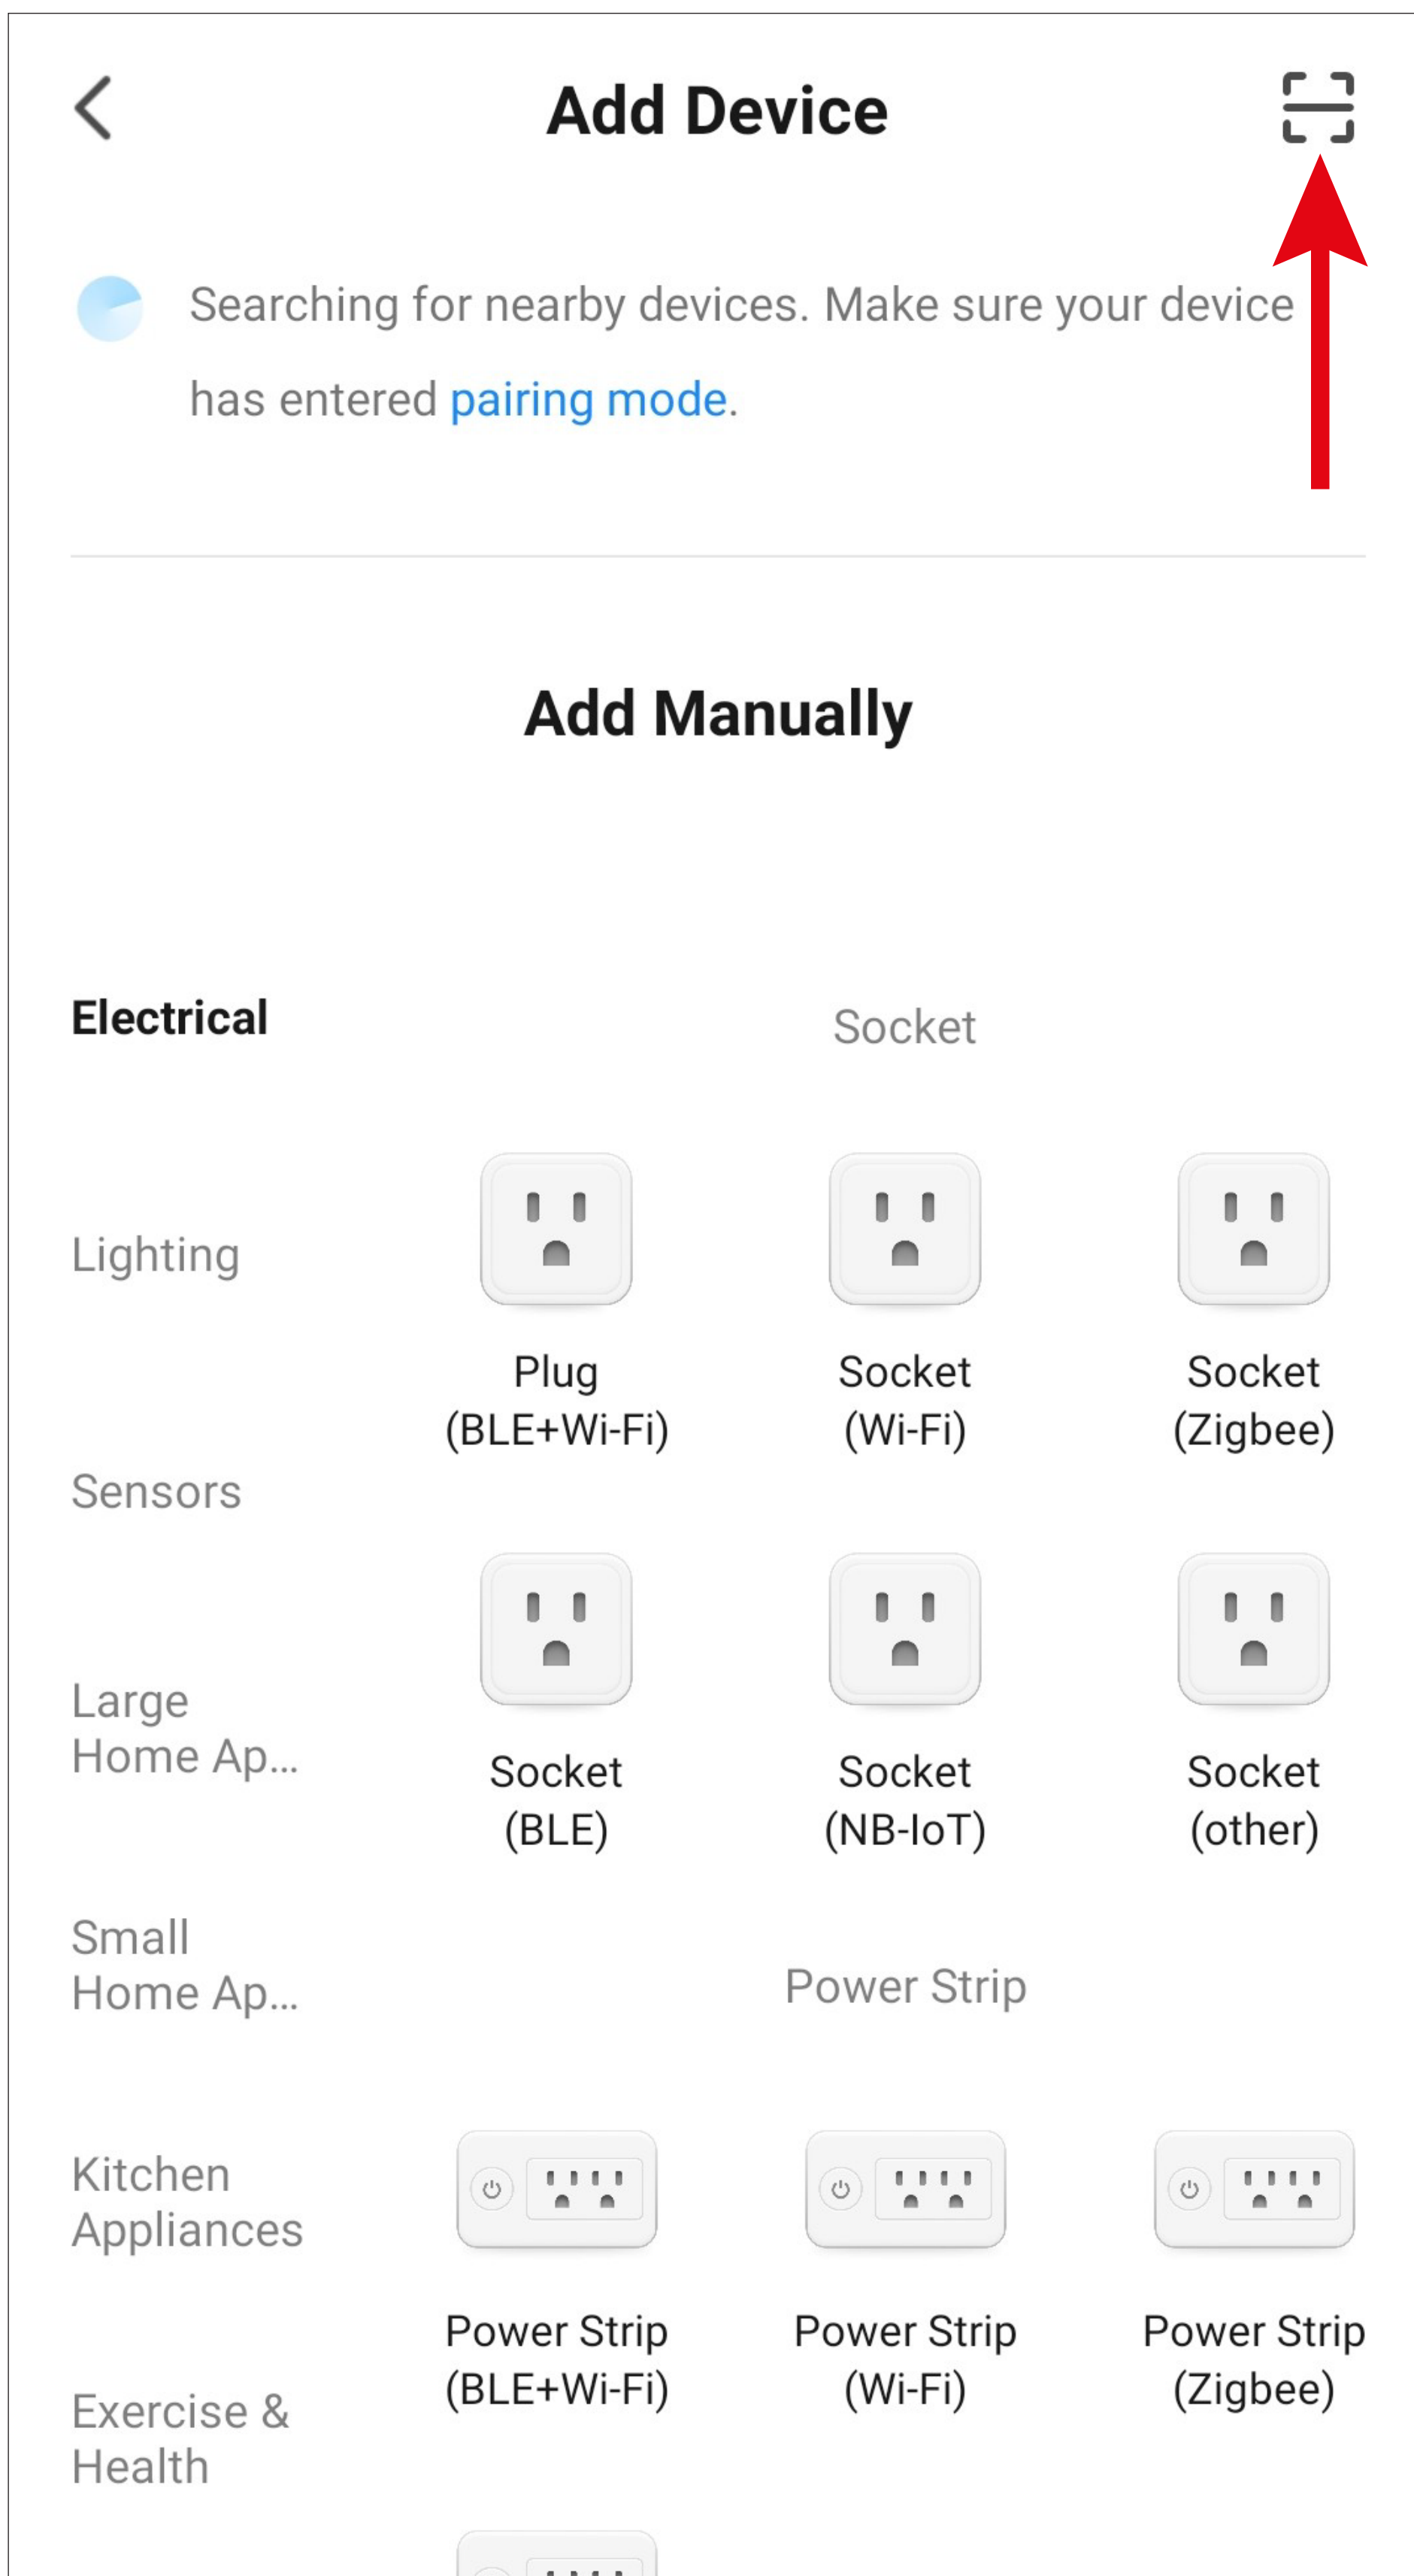 Add Device
Searching for nearby devices. Make sure your device
has entered pairing mode.
Add Manually
Electrical
Socket
Lighting
Plug
(BLE+Wi-Fi)
Socket
(Wi-Fi)
Socket
(Zigbee)
Sensors
Large
Home Ap...
Socket
(BLE)
Socket
(NB-IoT)
Socket
(other)
Small
Home Ap...
Power Strip
Kitchen
Appliances
Power Strip
(BLE+Wi-Fi)
Power Strip
(Wi-Fi)
Power Strip
(Zigbee)
Exercise &
Health